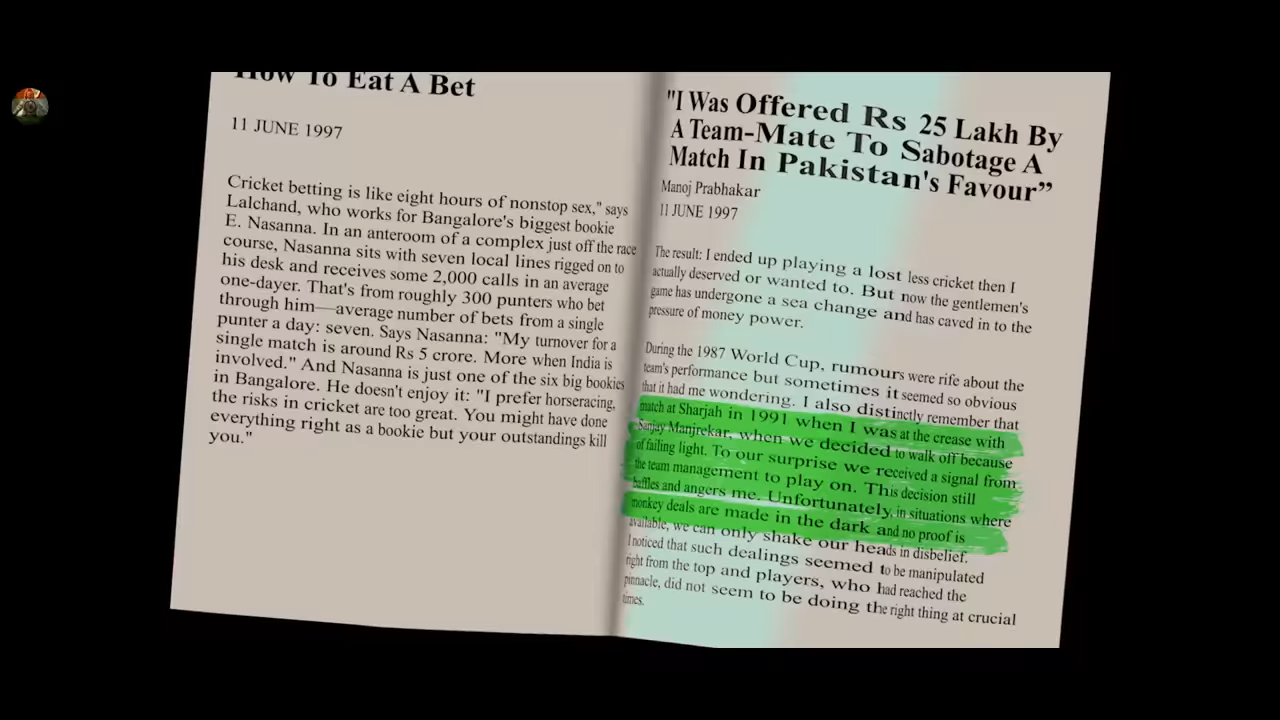 How To Eat A Bet
11 JUNE 1997
Cricket betting is like eight hours of nonstop sex," says
Lalchand, who works for Bangalore's biggest bookie
E. Nasanna. In an anteroom of a complex just off the race
course, Nasanna sits with seven local lines rigged on to
his desk and receives some 2,000 calls in an average
one-dayer. That's from roughly 300 punters who bet
through him—average number of bets from a single
punter a day: seven. Says Nasanna: "My turnover for a
single match is around Rs 5 crore. More when India is
involved." And Nasanna is just one of the six big bookies
in Bangalore. He doesn't enjoy it: "I prefer horseracing,
the risks in cricket are too great. You might have done
everything right as a bookie but your outstandings kill
you."
"I Was Offered Rs 25 Lakh By
A Team-Mate To Sabotage A
Match In Pakistan's Favour”
Manoj Prabhakar
11 JUNE 1997
The result: I ended up playing a lost less cricket then I
actually deserved or wanted to. But now the gentlemen's
game has undergone a sea change and has caved in to the
pressure of money power.
During the 1987 World Cup, rumours were rife about the
team's performance but sometimes it seemed so obvious
that it had me wondering. I also distinctly remember that
match at Sharjah in 1991 when I was at the crease with
Sanjay Manjrekar, when we decided to walk off because
of failing light. To our surprise we received a signal from
the team management to play on. This decision still
baffles and angers me. Unfortunately, in situations where
monkey deals are made in the dark and no proof is
available, we can only shake our heads in disbelief.
I noticed that such dealings seemed to be manipulated
right from the top and players, who had reached the
pinnacle, did not seem to be doing the right thing at crucial
times.